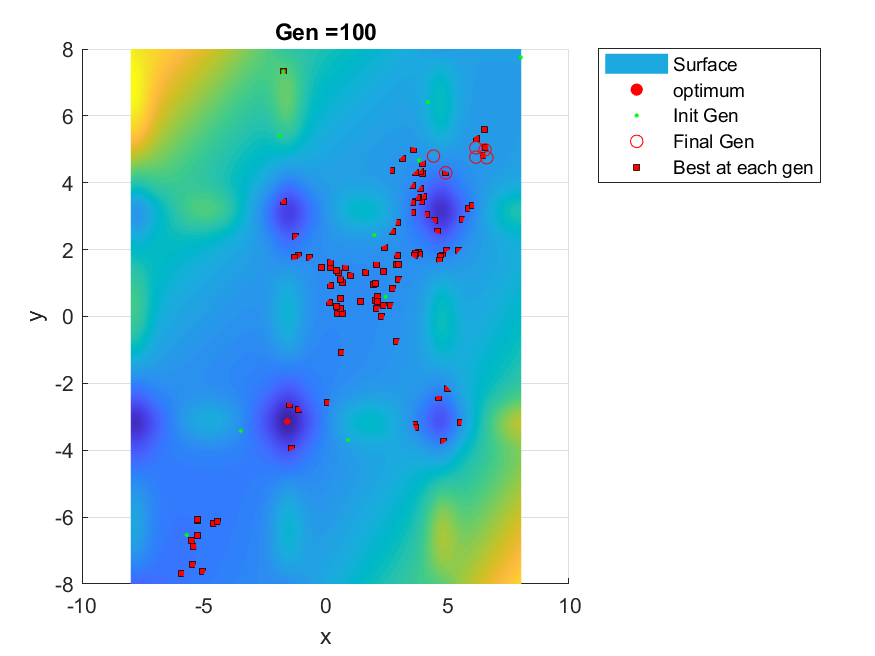 Gen =100
8
6
4
2
0
-2
-4
-6
-8
y
-10
-5
0
5
10
x
Surface
optimum
Init Gen
Final Gen
Best at each gen